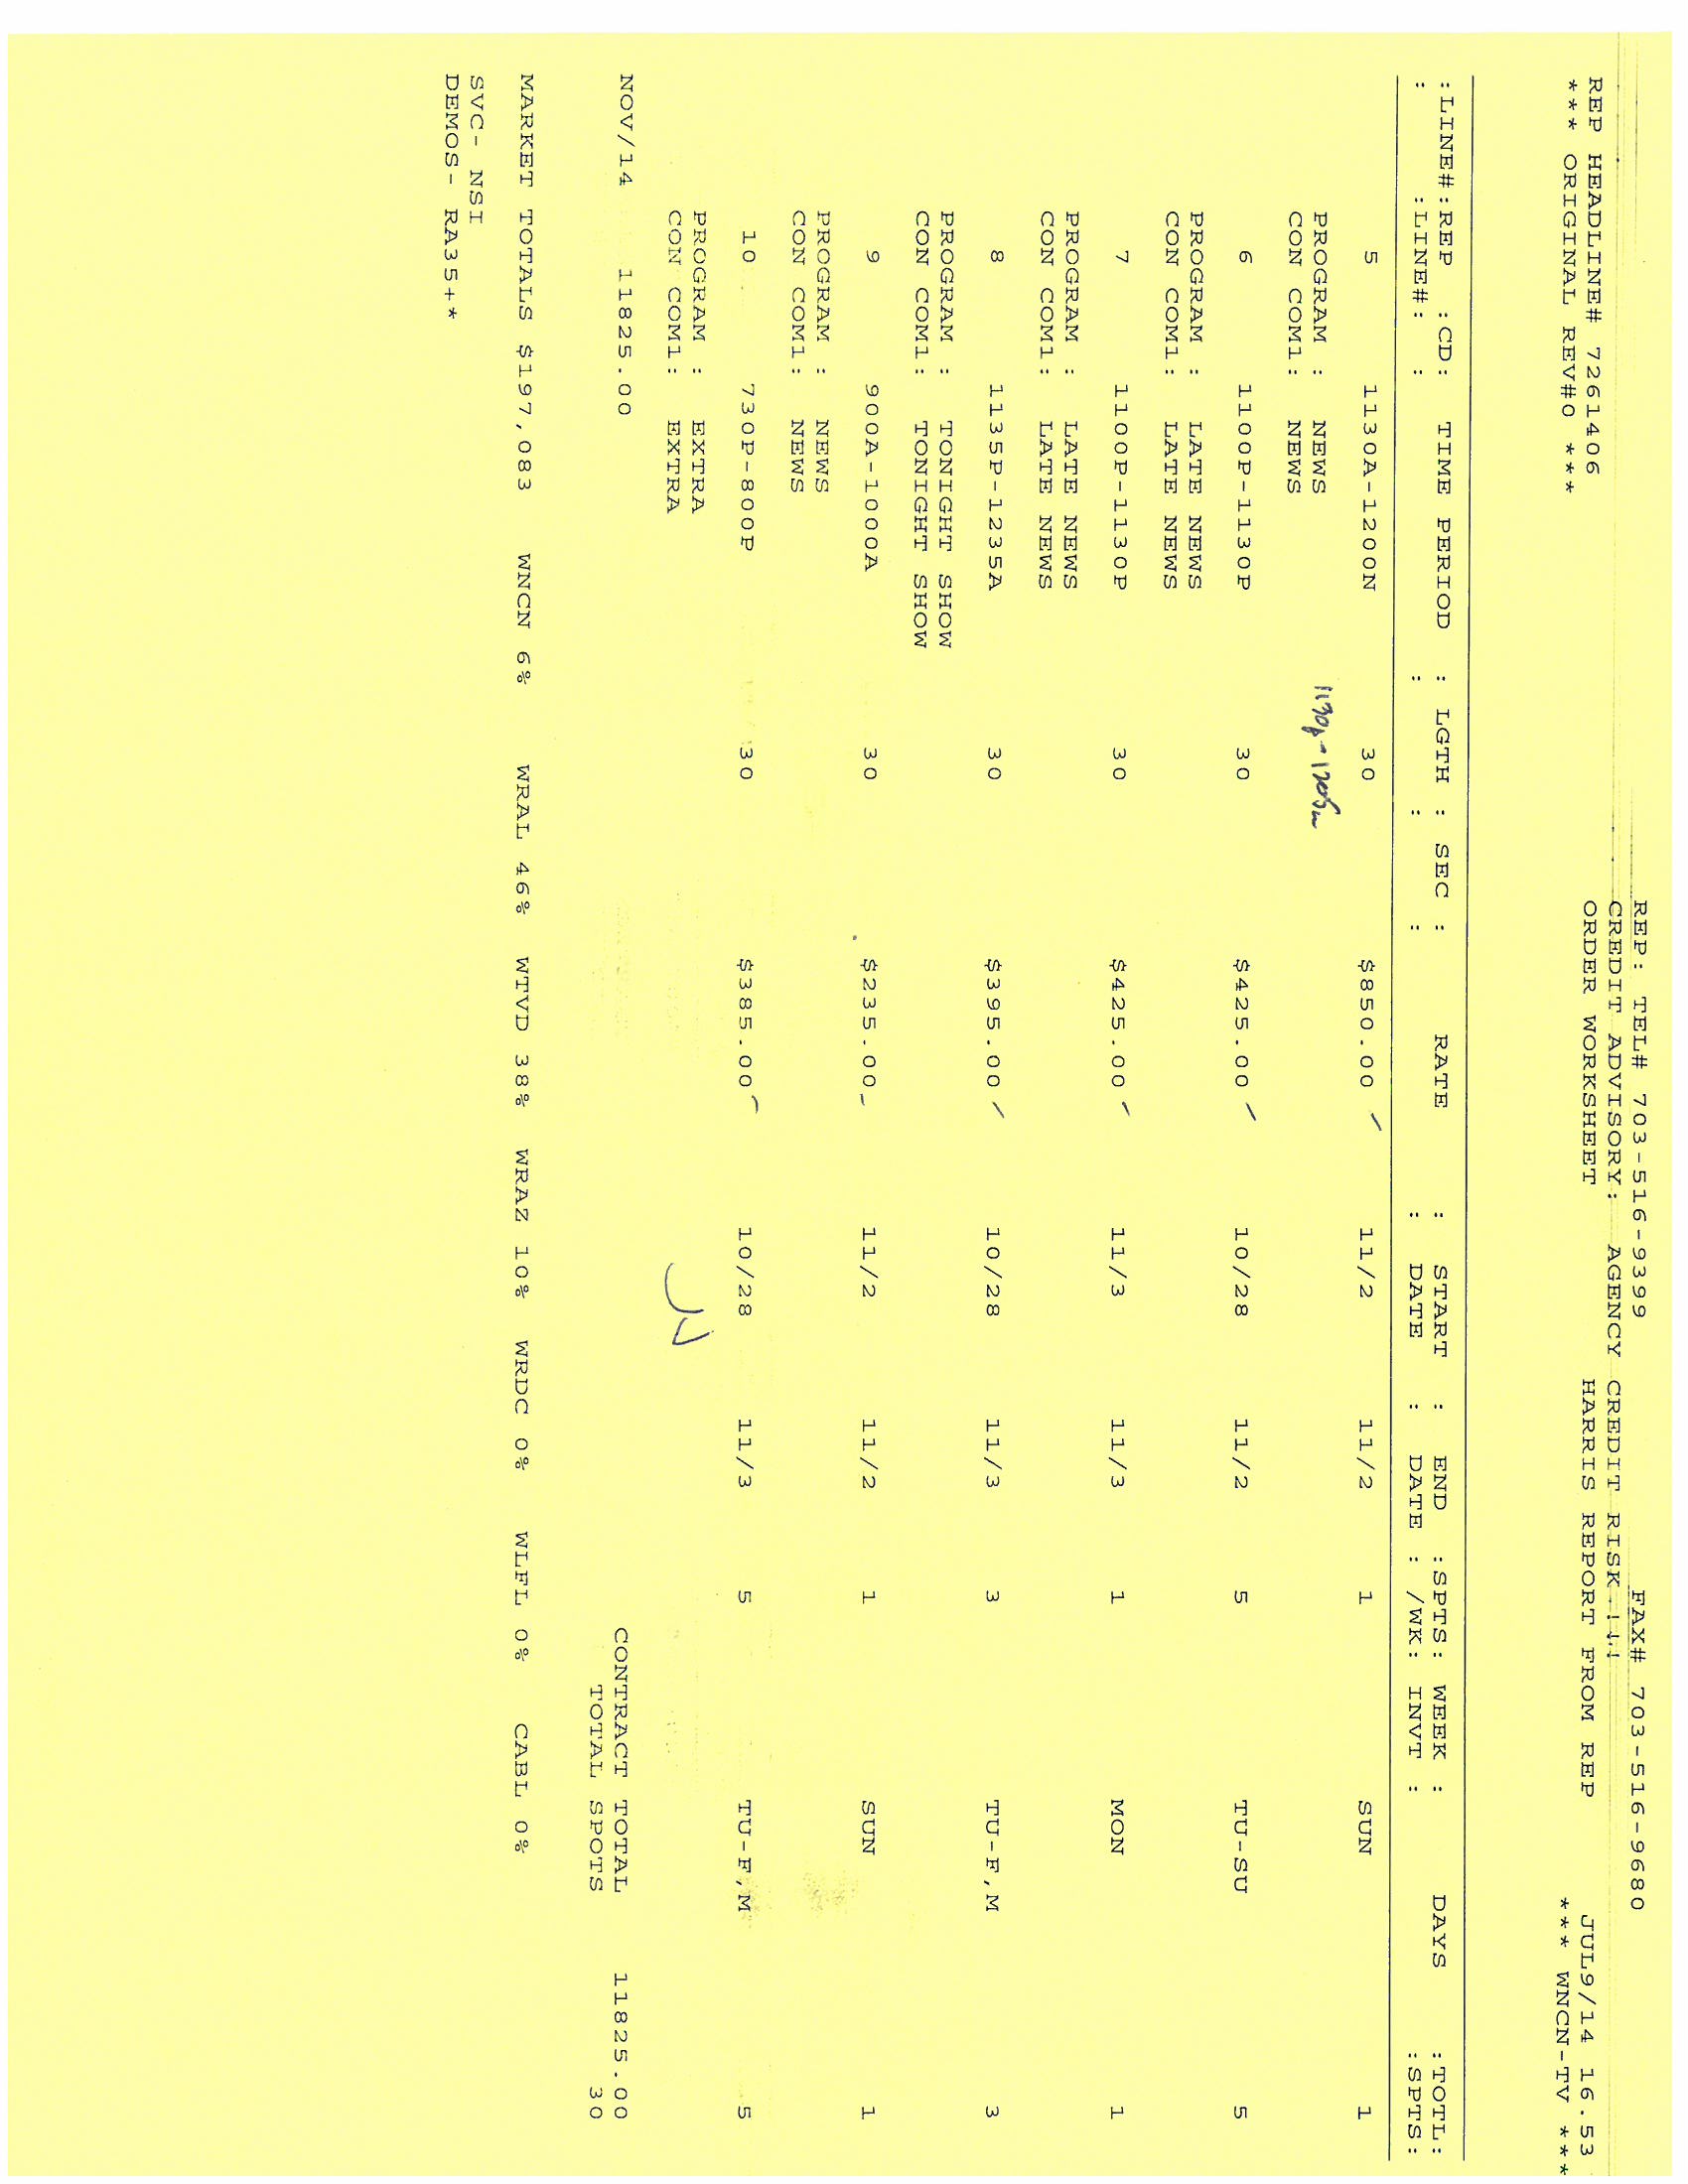 REP: TEL# 703-516-9399 FAX# 703-516-9680
CREDIT ADVISORY: AGENCY CREDIT RISK !!!
REP HEADLINE# 7261406 ORDER WORKSHEET HARRIS REPORT FROM REP JUL9/14 16.53
*** ORIGINAL REV#0 *** *** WNCN-TV ***
:LINE#:REP :CD: TIME PERIOD : LGTH : SEC : RATE : START : END :SPTS: WEEK : DAYS :TOTL:
: :LINE#: : : : : : DATE : DATE : /WK: INVT : :SPTS:
5 1130A-1200N 30 $850.00 11/2 11/2 1 SUN 1
PROGRAM : NEWS 1130p-1205a
CON COM1: NEWS
6 1100P-1130P 30 $425.00 10/28 11/2 5 TU-SU 5
PROGRAM : LATE NEWS
CON COM1: LATE NEWS
7 1100P-1130P 30 $425.00 11/3 11/3 1 MON 1
PROGRAM : LATE NEWS
CON COM1: LATE NEWS
8 1135P-1235A 30 $395.00 10/28 11/3 3 TU-F,M 3
PROGRAM : TONIGHT SHOW
CON COM1: TONIGHT SHOW
9 900A-1000A 30 $235.00 11/2 11/2 1 SUN 1
PROGRAM : NEWS
CON COM1: NEWS
10 730P-800P 30 $385.00 10/28 11/3 5 TU-F,M 5
PROGRAM : EXTRA
CON COM1: EXTRA
NOV/14 11825.00 CONTRACT TOTAL 11825.00
TOTAL SPOTS 30
MARKET TOTALS $197,083 WNCN 6% WRAL 46% WTVD 38% WRAZ 10% WRDC 0% WLFL 0% CABL 0%
SVC- NSI
DEMOS- RA35+*